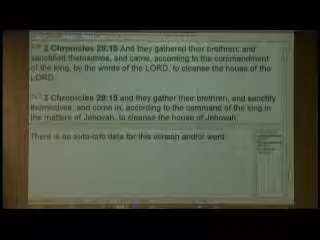 2 Chronicles 29:15 And they gathered their brethren, and
sanctified themselves, and came, according to the commandment
of the king, by the words of the LORD, to cleanse the house of the
LORD.
2 Chronicles 29:15 and they gather their brethren, and sanctify
themselves, and come in, according to the command of the king in
the matters of Jehovah, to cleanse the house of Jehovah,
There is no auto-info data for this version and/or word